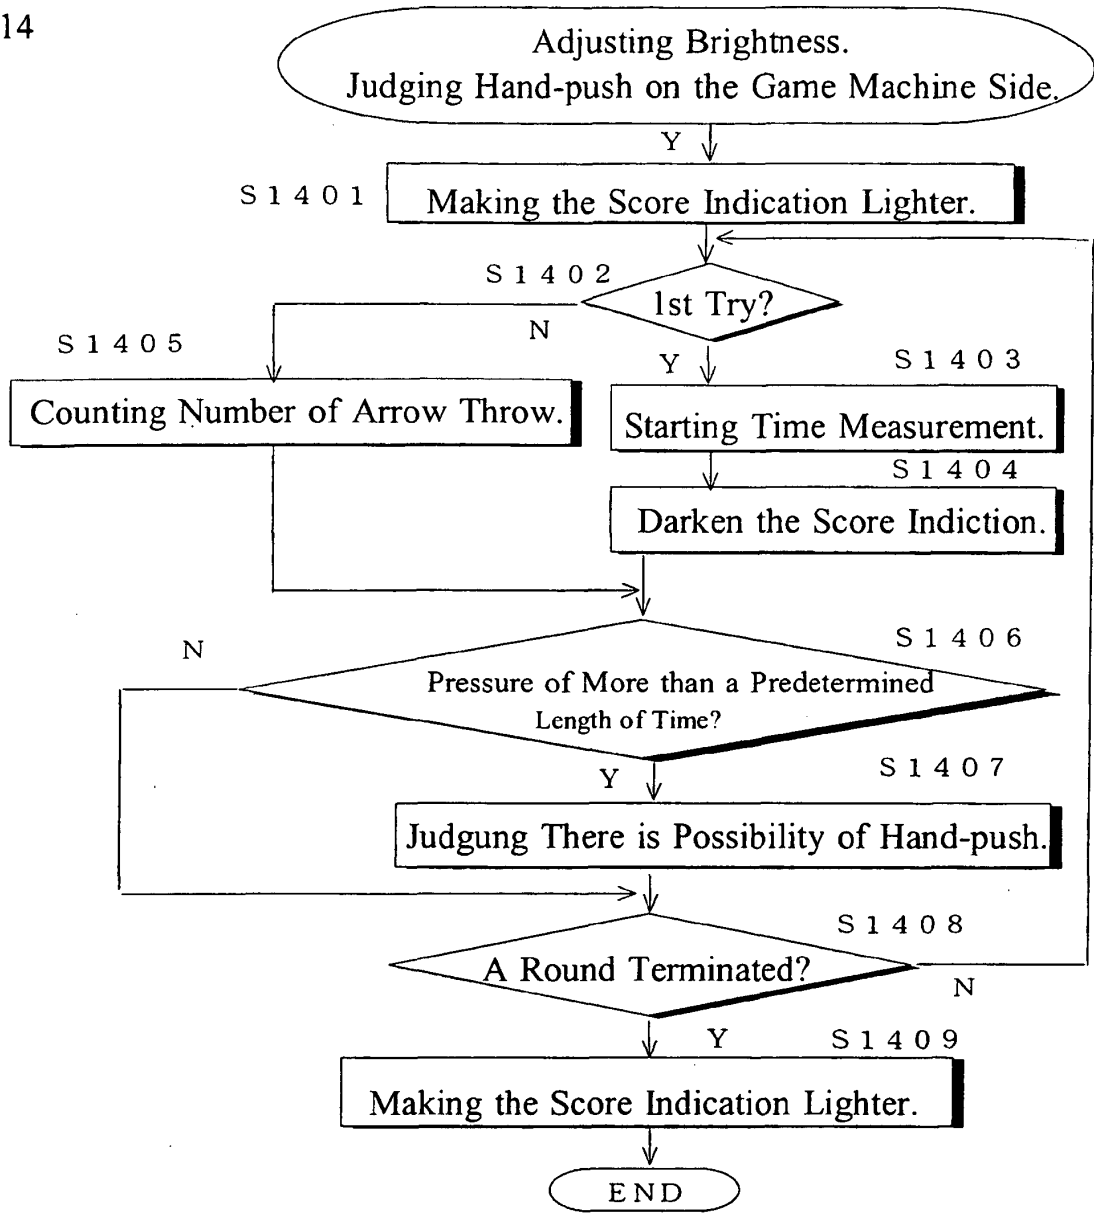 14
Adjusting Brightness.
Judging Hand-push on the Game Machine Side.
Y
S1401
Making the Score Indication Lighter.
S1402
1st Try?
N
S1405
Y
S1403
Counting Number of Arrow Throw.
Starting Time Measurement.
S1404
Darken the Score Indiction.
N
S1406
Pressure of More than a Predetermined
Length of Time?
Y
S1407
Judgung There is Possibility of Hand-push.
S1408
A Round Terminated?
N
Y
S1409
Making the Score Indication Lighter.
END